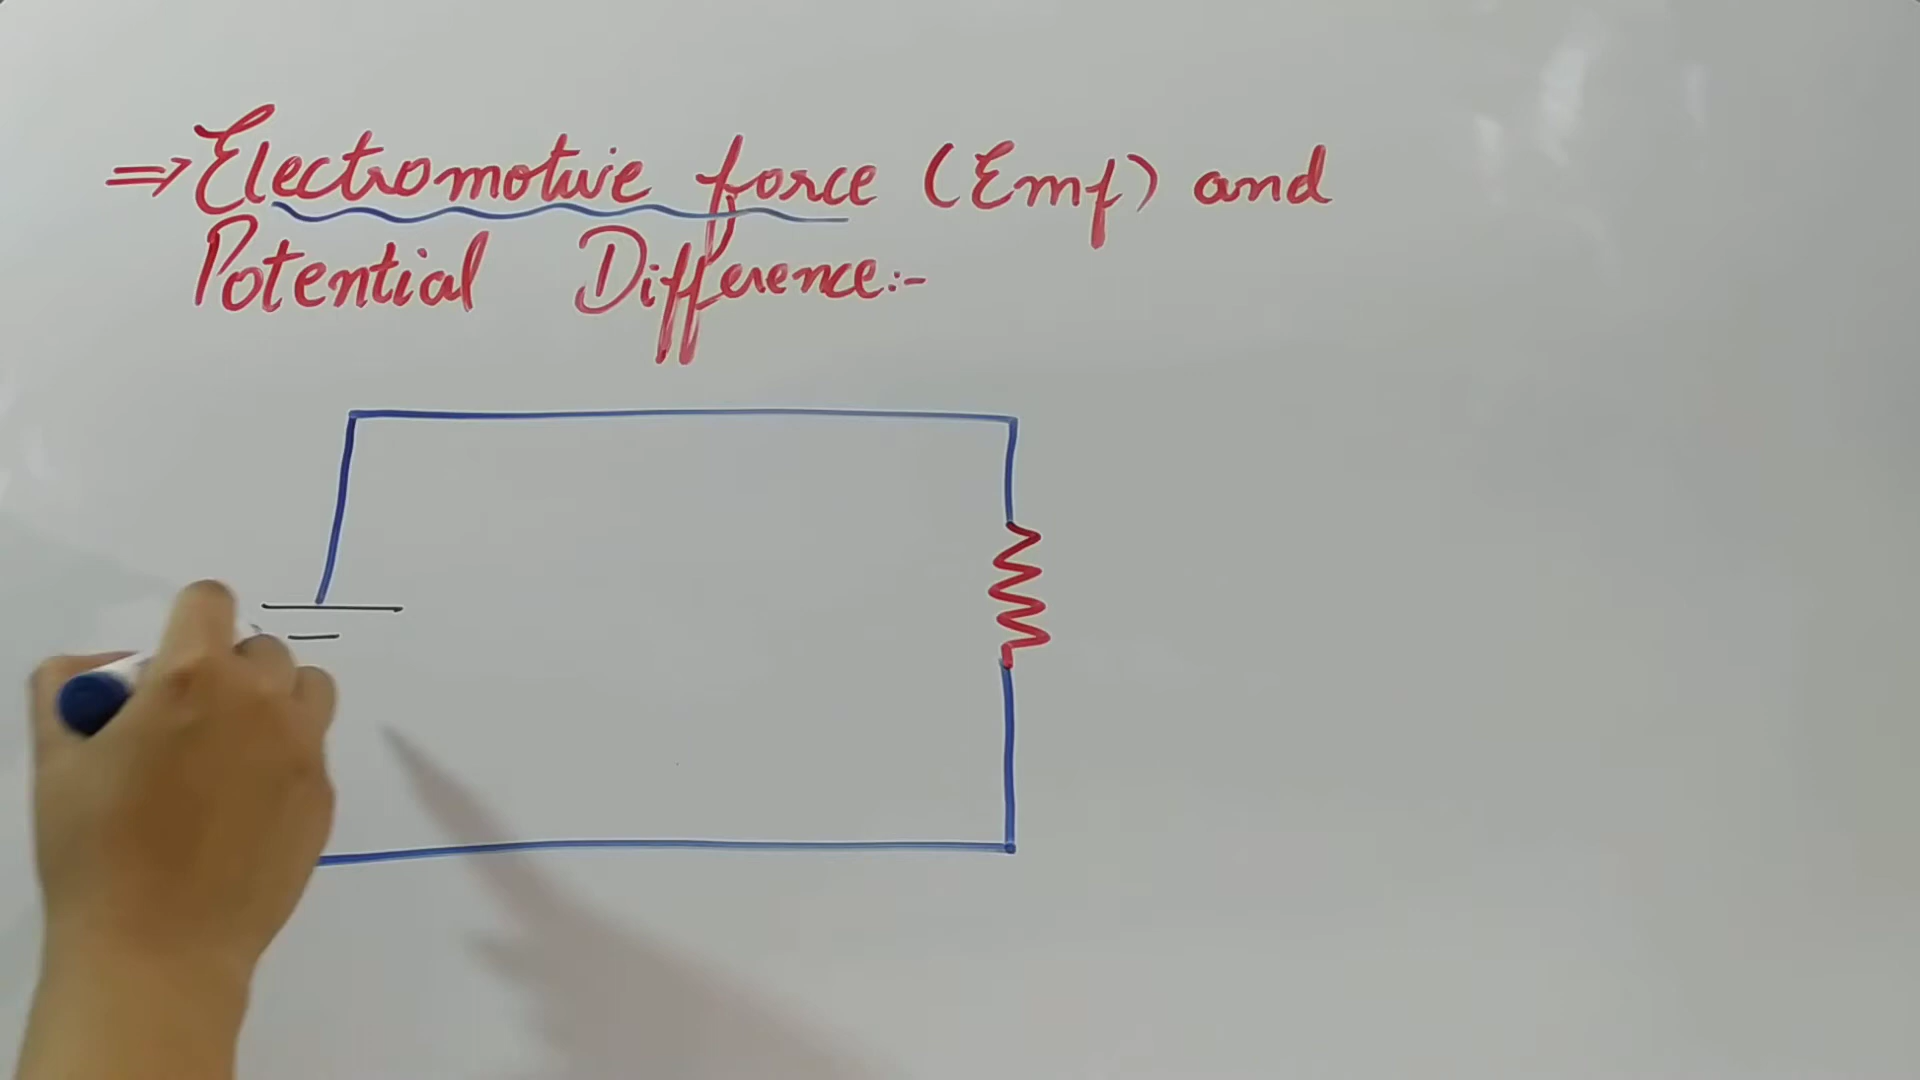 ⇒ Electromotive force (Emf) and
Potential Difference:-